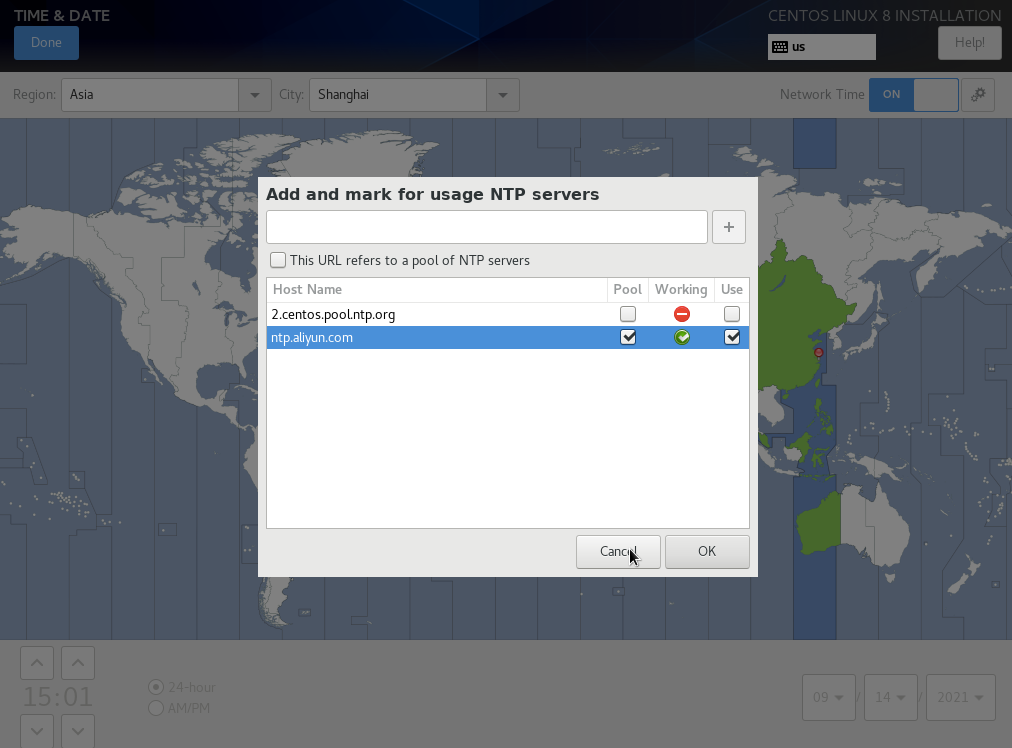 TIME & DATE
CENTOS LINUX 8 INSTALLATION
Done
us
Help!
Region: Asia City: Shanghai Network Time ON
Add and mark for usage NTP servers
+
This URL refers to a pool of NTP servers
Host Name Pool Working Use
2.centos.pool.ntp.org
ntp.aliyun.com
Cancel OK
15:01
24-hour
AM/PM
09 / 14 / 2021